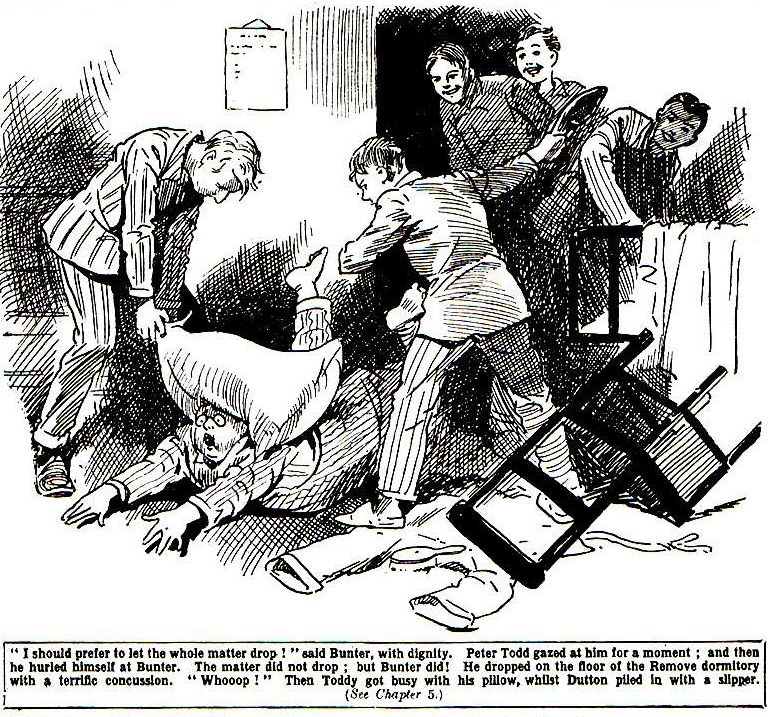 “ I should prefer to let the whole matter drop ! ” said Bunter, with dignity. Peter Todd gazed at him for a moment ; and then
he hurled himself at Bunter. The matter did not drop ; but Bunter did! He dropped on the floor of the Remove dormitory
with a terrific concussion. “ Whooop ! ” Then Toddy got busy with his pillow, whilst Dutton piled in with a slipper.
(See Chapter 5.)